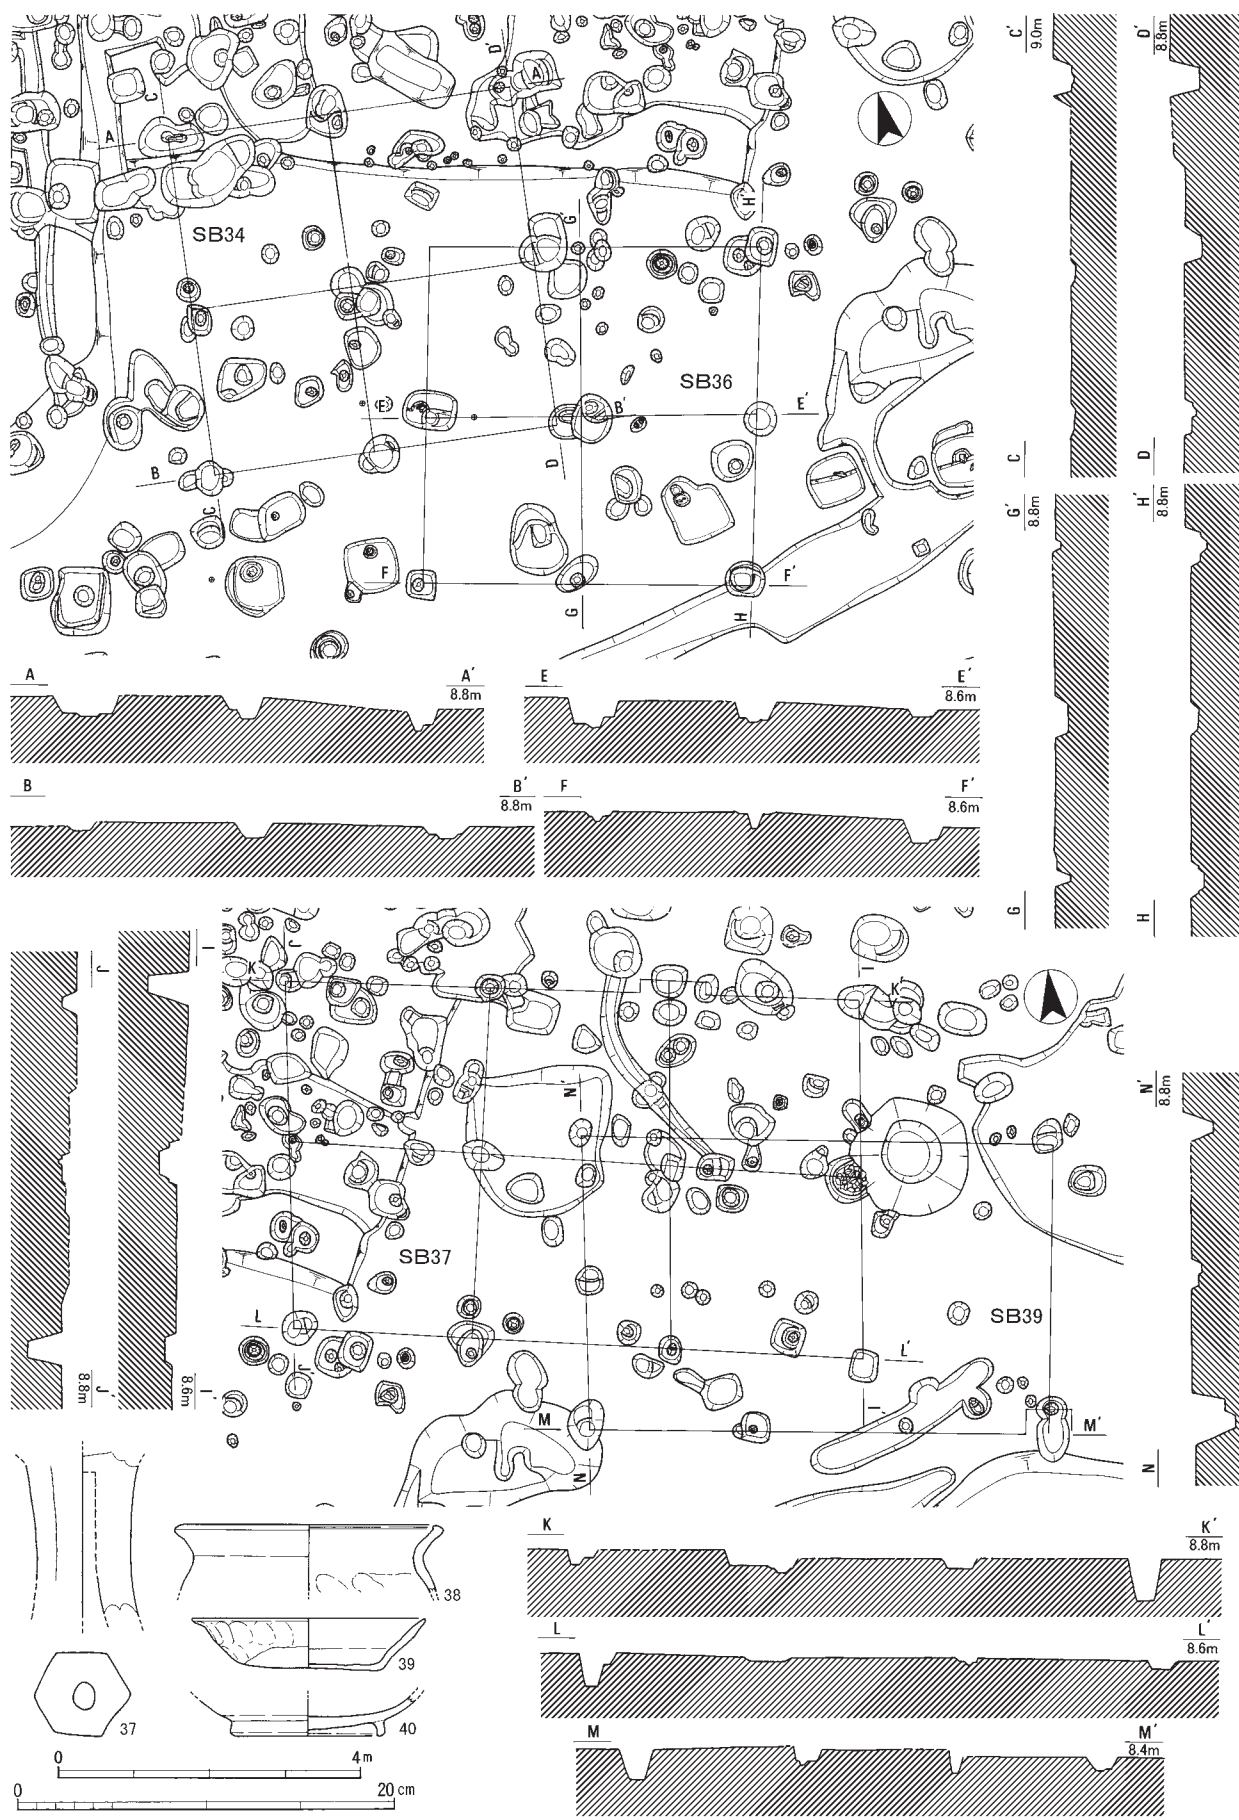 C'
9.0m
D'
8.8m
D'
A
C
A
G
H
SB34
SB36
E
B'
E'
B
D
C
C
D
G'
8.8m
H'
8.8m
F
F'
G
H
A
A'
8.8m
E
E'
8.6m
B
B'
8.8m
F
F'
8.6m
G
H
J
I
J
I
K
K'
N'
N'
8.8m
SB37
SB39
L
L'
J'
I'
J'
8.8m
I'
8.6m
M
M'
N
N
K
K'
8.8m
38
L
L'
8.6m
39
37
40
M
M'
8.4m
0 4m
0 20cm